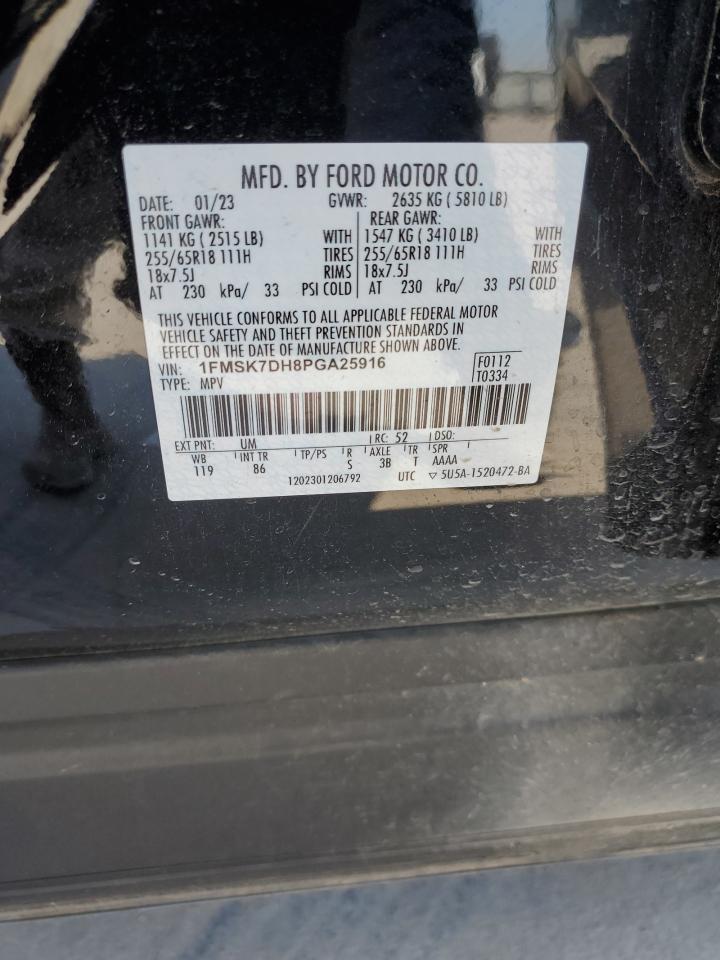 MFD. BY FORD MOTOR CO.
DATE: 01/23 GVWR: 2635 KG ( 5810 LB)
FRONT GAWR: REAR GAWR:
1141 KG ( 2515 LB) WITH 1547 KG ( 3410 LB) WITH
255/65R18 111H TIRES 255/65R18 111H TIRES
18x7.5J RIMS 18x7.5J RIMS
AT 230 kPa/ 33 PSI COLD AT 230 kPa/ 33 PSI COLD
THIS VEHICLE CONFORMS TO ALL APPLICABLE FEDERAL MOTOR
VEHICLE SAFETY AND THEFT PREVENTION STANDARDS IN
EFFECT ON THE DATE OF MANUFACTURE SHOWN ABOVE.
VIN: 1FMSK7DH8PGA25916 F0112
TYPE: MPV T0334
EXT PNT: UM RC: 52 DSO:
WB INT TR TP/PS R AXLE TR SPR
119 86 S 3B T AAAA
1202301206792 UTC ▽ 5U5A-1520472-BA